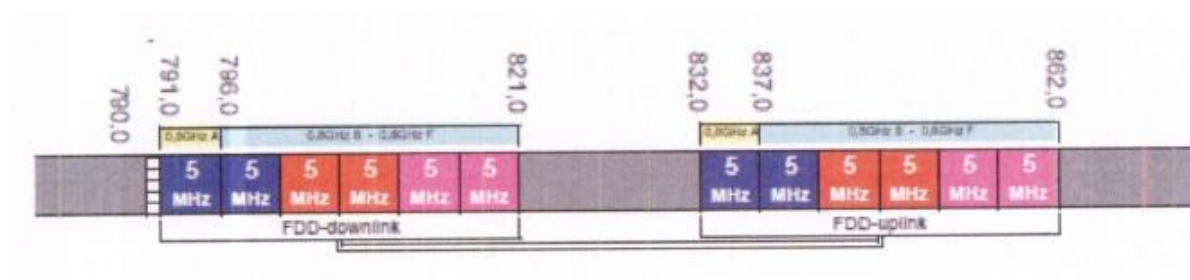 790,0 791,0 796,0 821,0 832,0 837,0 862,0
0,8GHz A 0,8GHz B - 0,8GHz F 0,8GHz A 0,8GHz B - 0,8GHz F
5 5 5 5 5 5 5 5 5 5 5 5
MHz MHz MHz MHz MHz MHz MHz MHz MHz MHz MHz MHz
FDD-downlink FDD-uplink